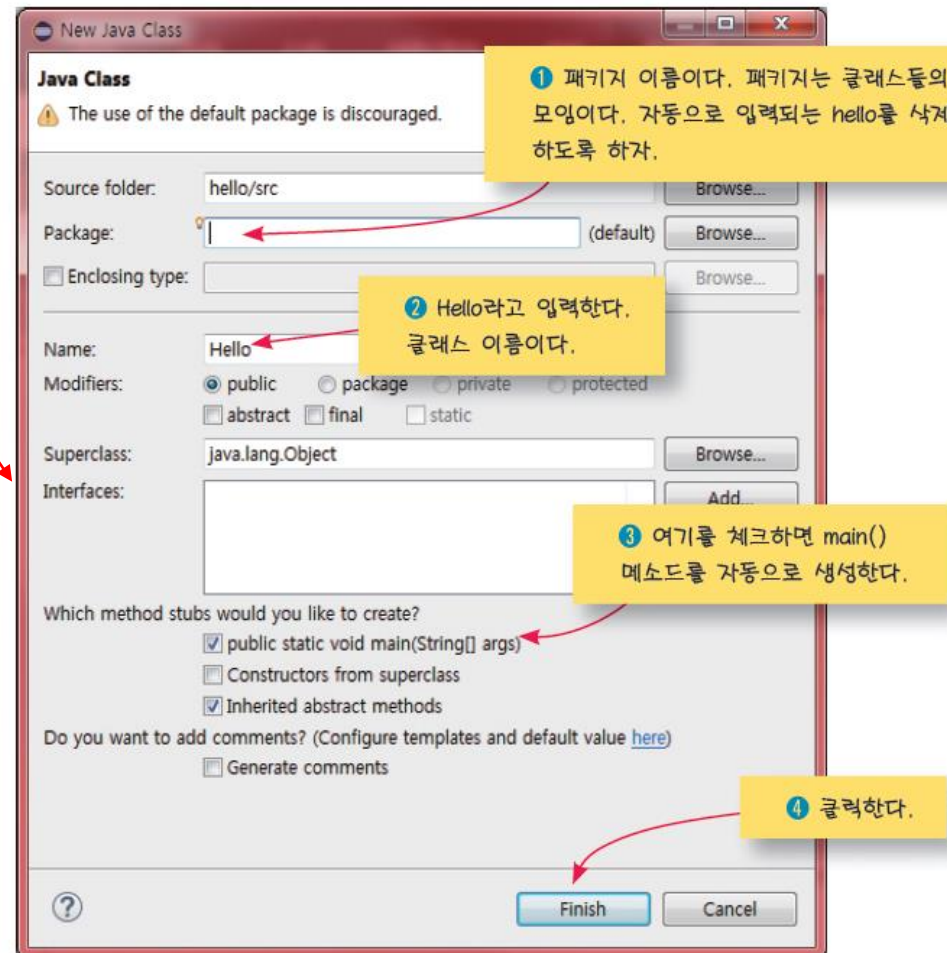 New Java Class
Java Class
The use of the default package is discouraged.
① 패키지 이름이다. 패키지는 클래스들의
모임이다. 자동으로 입력되는 hello를 삭제
하도록 하자.
Source folder:
hello/src
Browse...
Package:
(default)
Browse...
Enclosing type:
Browse...
② Hello라고 입력한다.
클래스 이름이다.
Name:
Hello
Modifiers:
public
package
private
protected
abstract
final
static
Superclass:
java.lang.Object
Browse...
Interfaces:
Add...
③ 여기를 체크하면 main()
메소드를 자동으로 생성한다.
Which method stubs would you like to create?
public static void main(String[] args)
Constructors from superclass
Inherited abstract methods
Do you want to add comments? (Configure templates and default value here)
Generate comments
④ 클릭한다.
?
Finish
Cancel